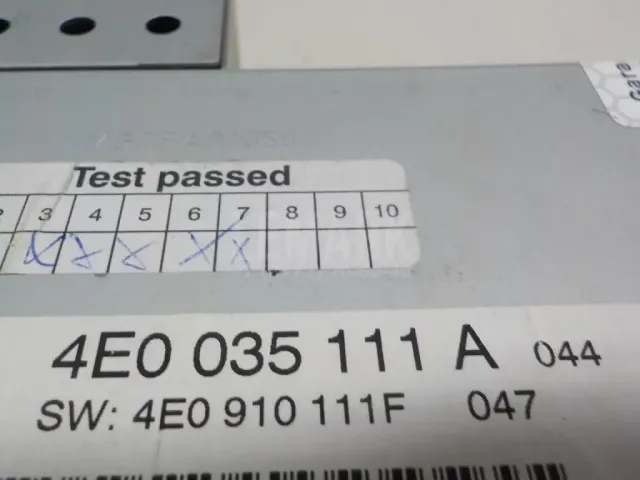 Gara
Test passed
3 4 5 6 7 8 9 10
X X X X X
4E0 035 111 A 044
SW: 4E0 910 111F 047